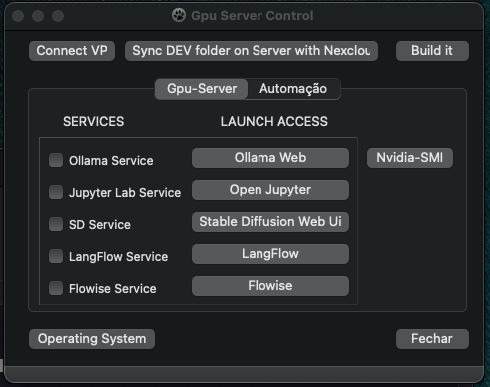 Gpu Server Control
Connect VP Sync DEV folder on Server with Nexclou Build it
Gpu-Server Automação
SERVICES LAUNCH ACCESS
Ollama Service Ollama Web Nvidia-SMI
Jupyter Lab Service Open Jupyter
SD Service Stable Diffusion Web Ui
LangFlow Service LangFlow
Flowise Service Flowise
Operating System Fechar